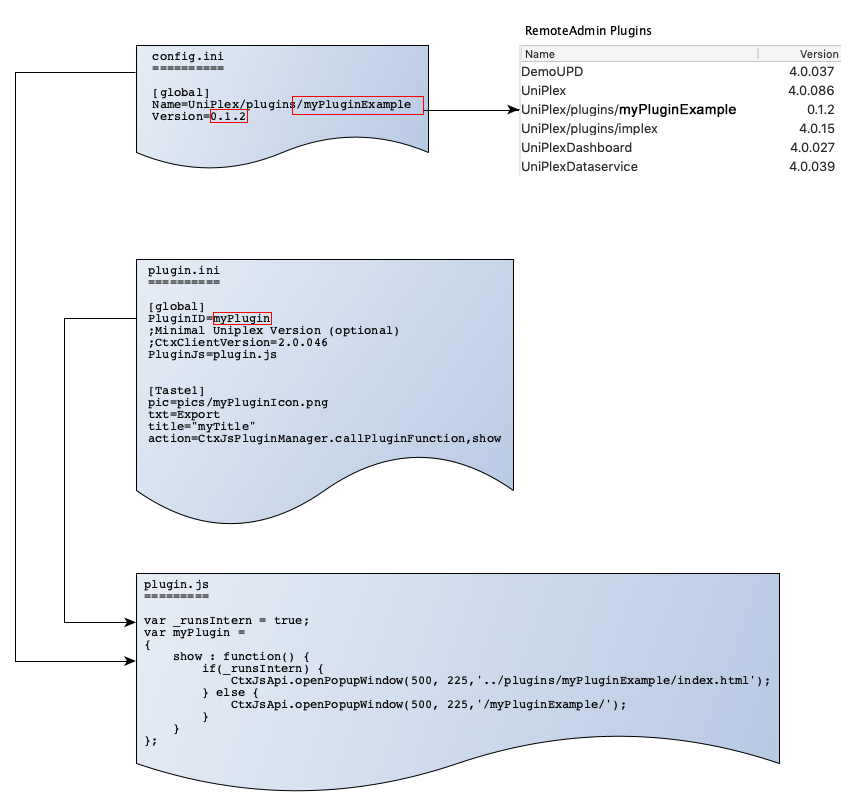 RemoteAdmin Plugins
Name Version
DemoUPD 4.0.037
UniPlex 4.0.086
UniPlex/plugins/myPluginExample 0.1.2
UniPlex/plugins/implex 4.0.15
UniPlexDashboard 4.0.027
UniPlexDataservice 4.0.039
config.ini
==========
[global]
Name=UniPlex/plugins/myPluginExample
Version=0.1.2
plugin.ini
==========
[global]
PluginID=myPlugin
;Minimal Uniplex Version (optional)
;CtxClientVersion=2.0.046
PluginJs=plugin.js
[Taste1]
pic=pics/myPluginIcon.png
txt=Export
title="myTitle"
action=CtxJsPluginManager.callPluginFunction,show
plugin.js
=========
var _runsIntern = true;
var myPlugin =
{
show : function() {
if(_runsIntern) {
CtxJsApi.openPopupWindow(500, 225,'../plugins/myPluginExample/index.html');
} else {
CtxJsApi.openPopupWindow(500, 225,'/myPluginExample/');
}
}
};